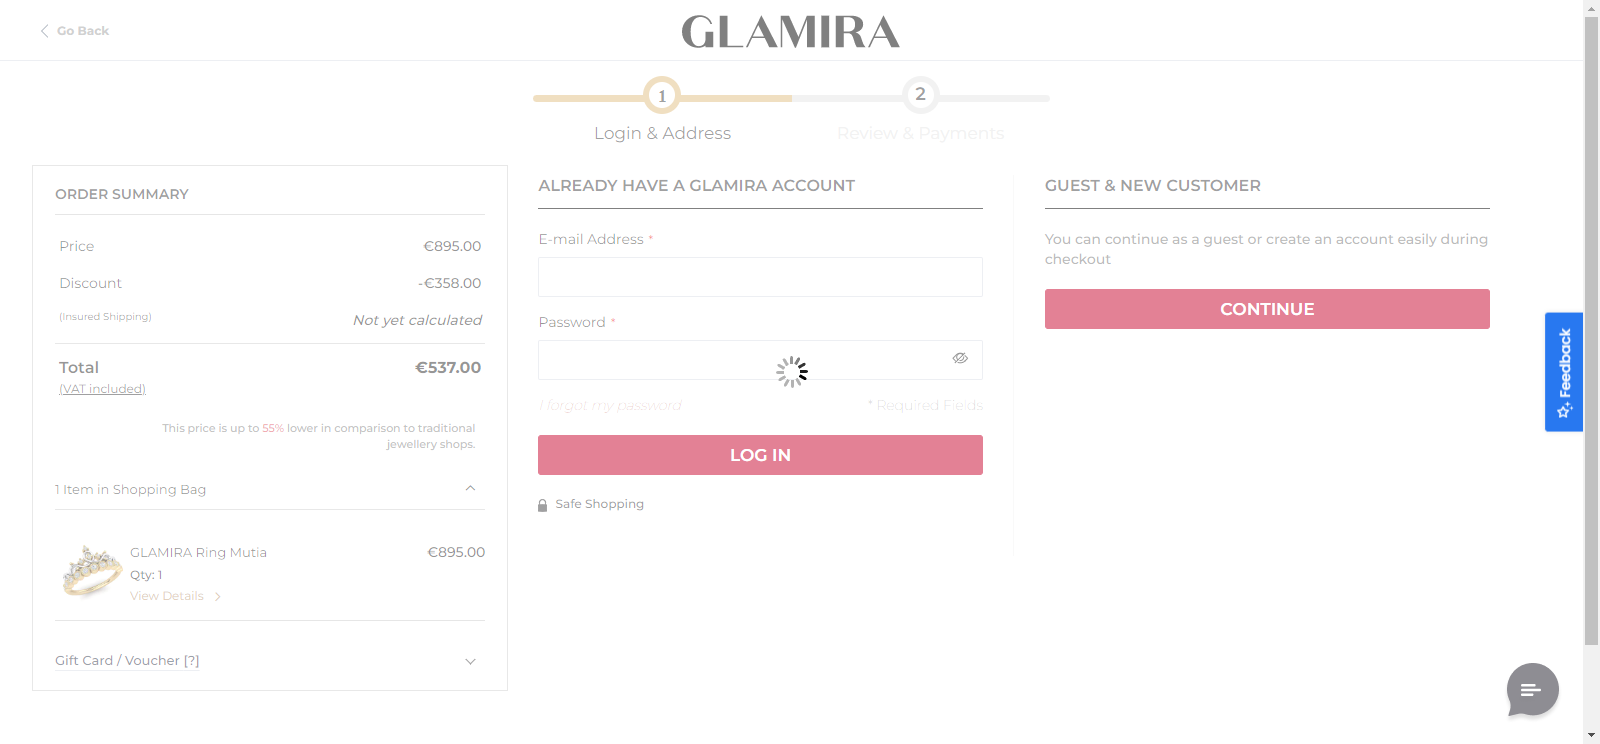 Go Back
GLAMIRA
1
2
Login & Address
Review & Payments
ORDER SUMMARY
Price €895.00
Discount -€358.00
(Insured Shipping) Not yet calculated
Total €537.00
(VAT included)
This price is up to 55% lower in comparison to traditional
jewellery shops.
1 Item in Shopping Bag
GLAMIRA Ring Mutia €895.00
Qty: 1
View Details
Gift Card / Voucher [?]
ALREADY HAVE A GLAMIRA ACCOUNT
E-mail Address *
Password *
I forgot my password * Required Fields
LOG IN
Safe Shopping
GUEST & NEW CUSTOMER
You can continue as a guest or create an account easily during
checkout
CONTINUE
Feedback